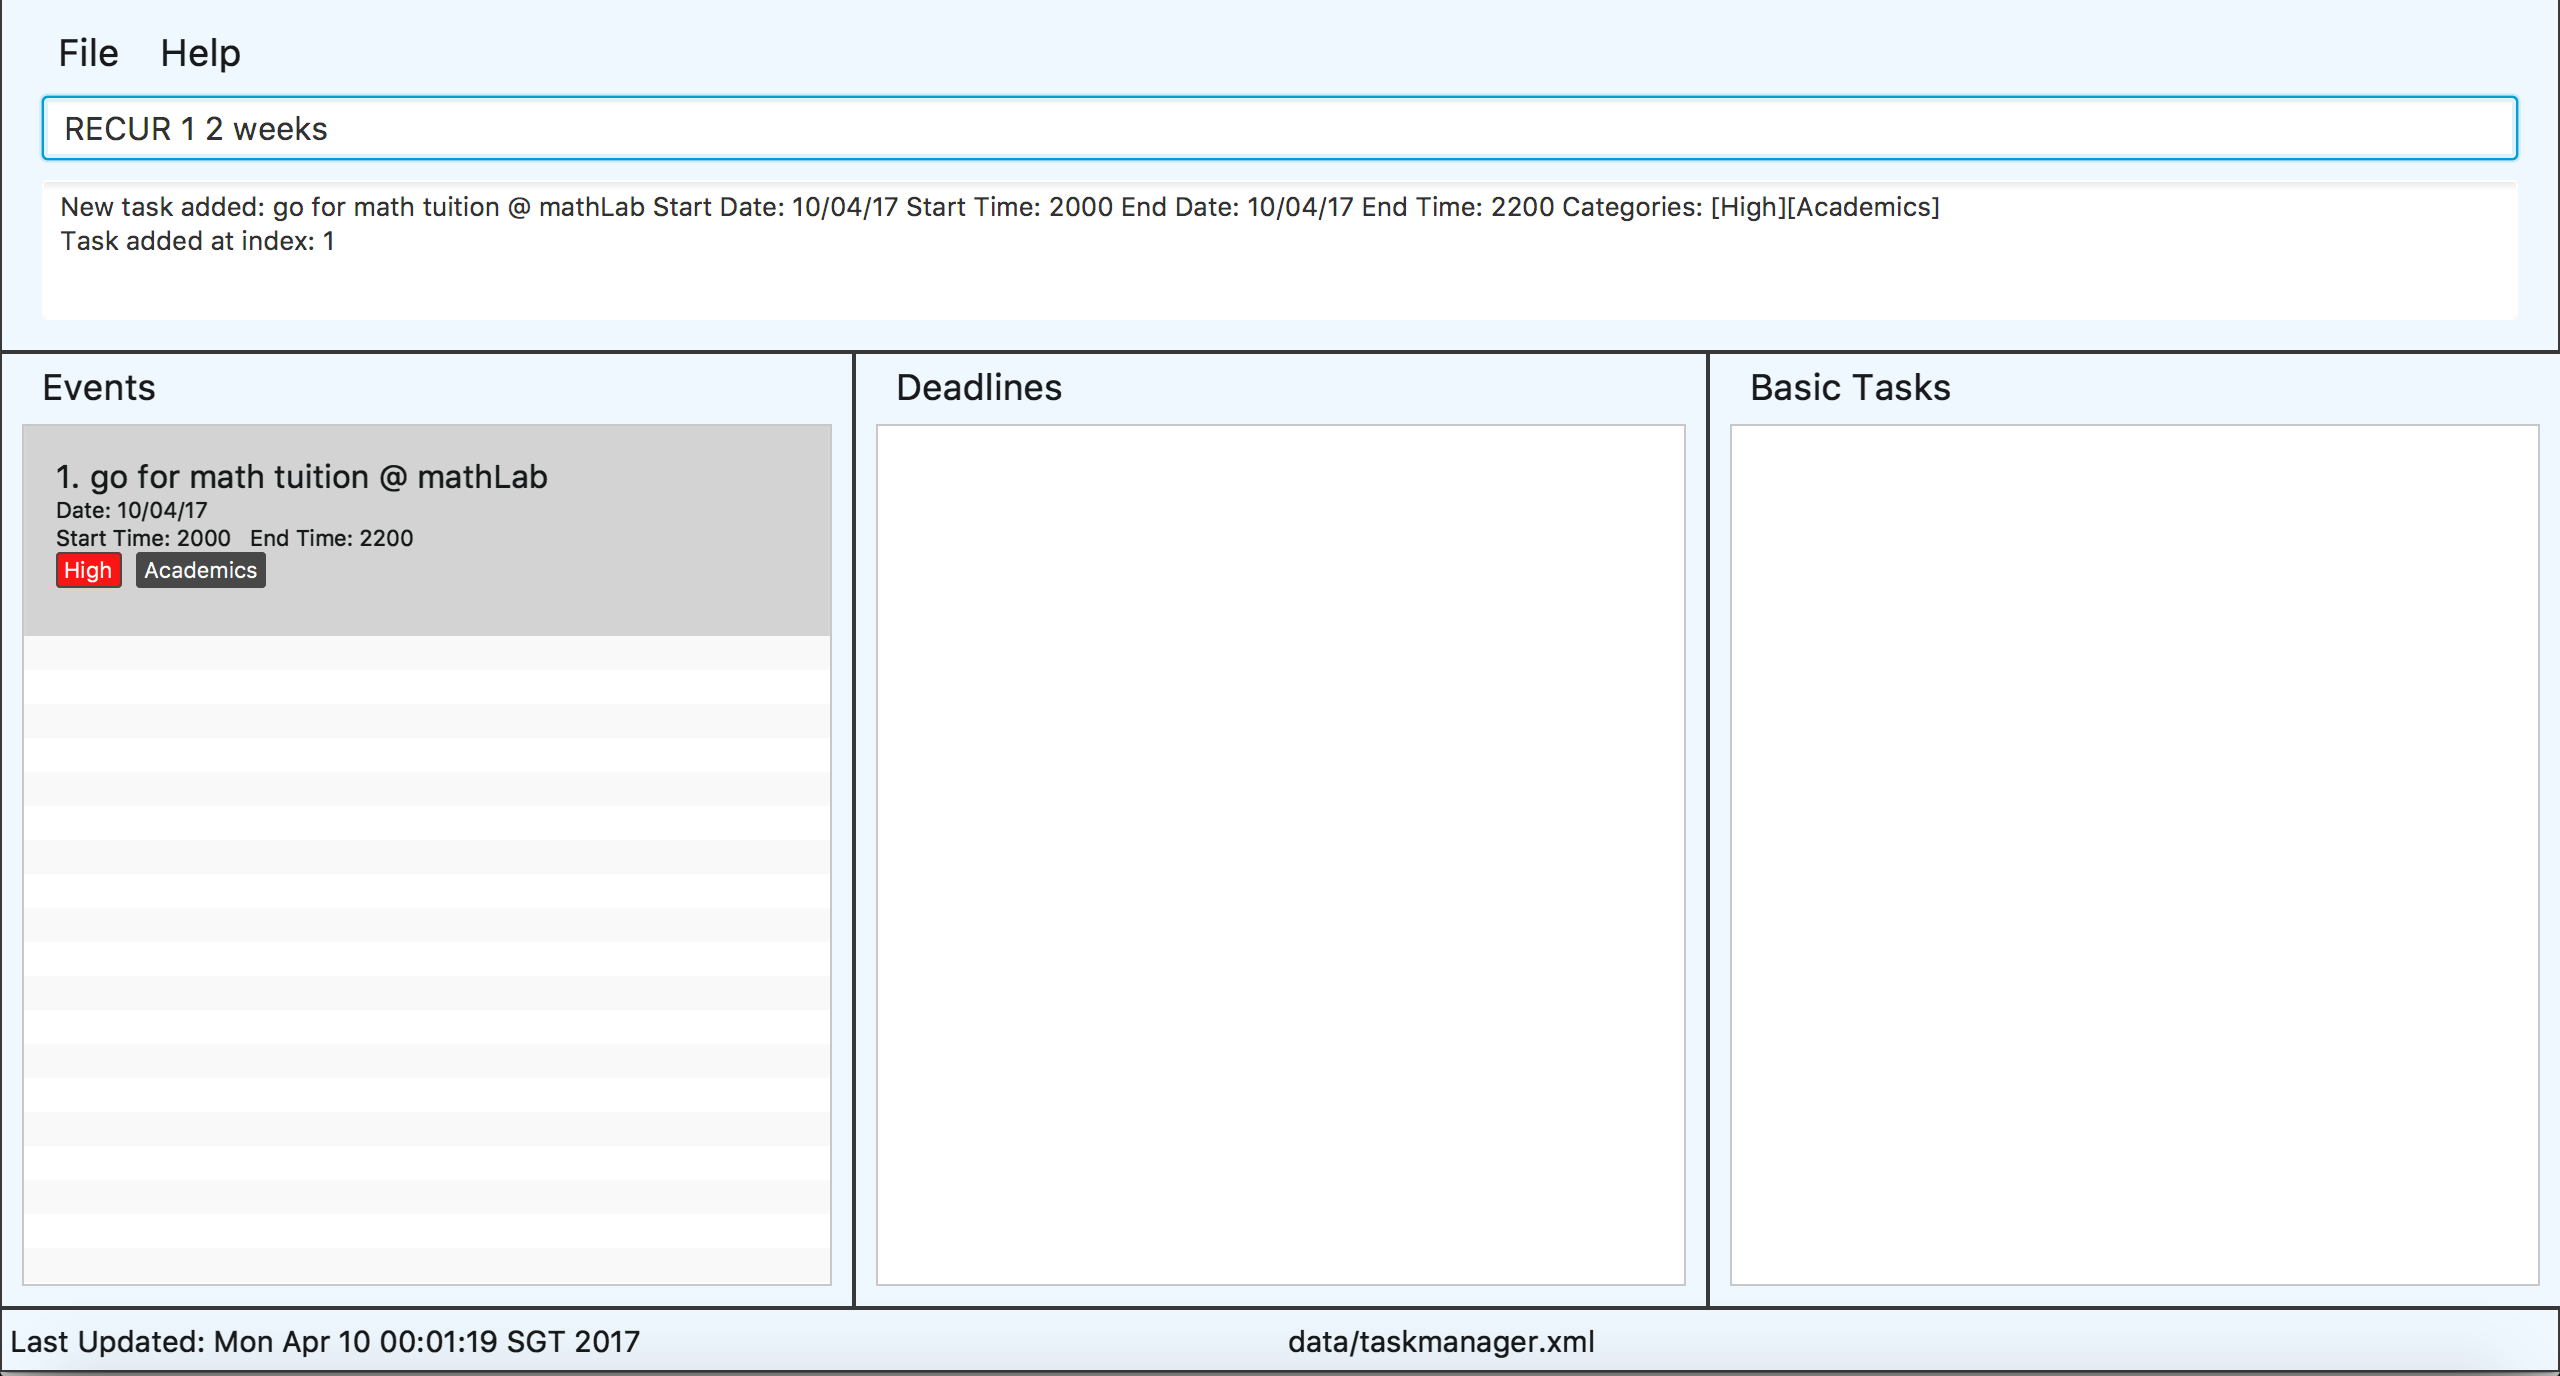 File Help
RECUR 1 2 weeks
New task added: go for math tuition @ mathLab Start Date: 10/04/17 Start Time: 2000 End Date: 10/04/17 End Time: 2200 Categories: [High][Academics]
Task added at index: 1
Events
1. go for math tuition @ mathLab
Date: 10/04/17
Start Time: 2000 End Time: 2200
High Academics
Deadlines
Basic Tasks
Last Updated: Mon Apr 10 00:01:19 SGT 2017
data/taskmanager.xml